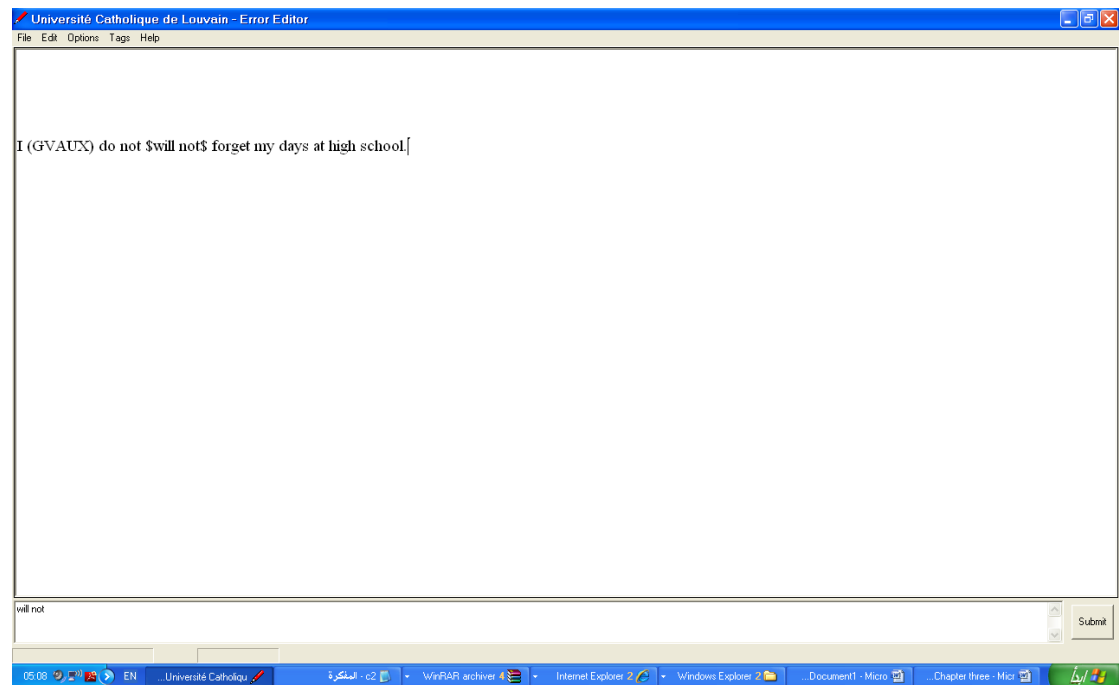 Université Catholique de Louvain - Error Editor
File Edit Options Tags Help
I (GVAUX) do not $will not$ forget my days at high school.
will not
Submit
05:08 EN ...Université Catholiqu c2 - المفكرة WinRAR archiver 4 Internet Explorer 2 Windows Explorer 2 ...Document1 - Micro ...Chapter three - Micr ابدأ